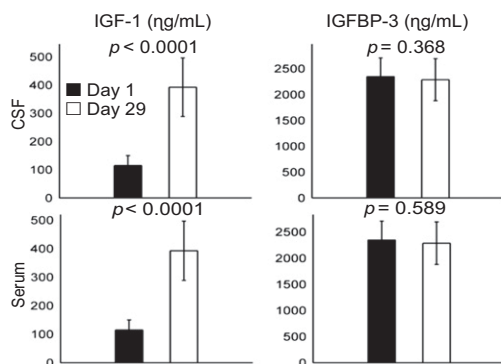 IGF-1 (ηg/mL)
IGFBP-3 (ηg/mL)
p < 0.0001
p = 0.368
CSF
500
400
300
200
100
0
Day 1
Day 29
2500
2000
1500
1000
500
0
p < 0.0001
p = 0.589
Serum
500
400
300
200
100
0
2500
2000
1500
1000
500
0